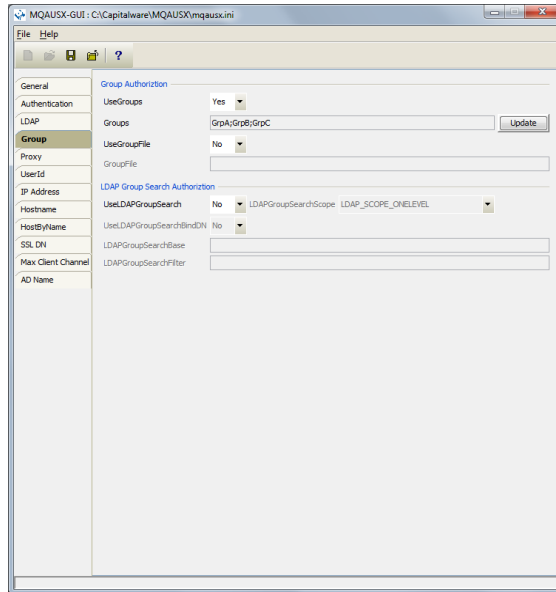 MQAUSX-GUI : C:\Capitalware\MQAUSX\mqausx.ini
File Help
?
General
Authentication
LDAP
Group
Proxy
UserId
IP Address
Hostname
HostByName
SSL DN
Max Client Channel
AD Name
Group Authoriztion
UseGroups Yes
Groups GrpA;GrpB;GrpC Update
UseGroupFile No
GroupFile
LDAP Group Search Authoriztion
UseLDAPGroupSearch No LDAPGroupSearchScope LDAP_SCOPE_ONELEVEL
UseLDAPGroupSearchBindDN No
LDAPGroupSearchBase
LDAPGroupSearchFilter